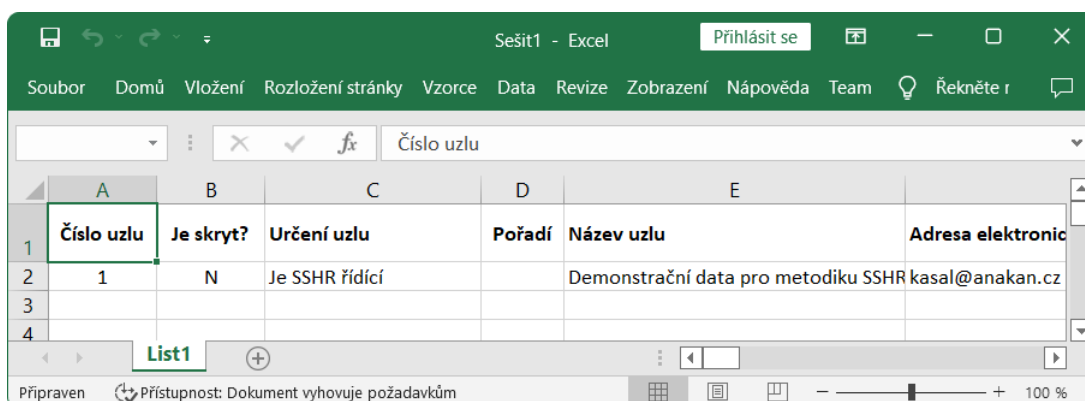 Sešit1 - Excel Přihlásit se
Soubor Domů Vložení Rozložení stránky Vzorce Data Revize Zobrazení Nápověda Team Řekněte r
fx Číslo uzlu
A B C D E
1 Číslo uzlu Je skryt? Určení uzlu Pořadí Název uzlu Adresa elektronic
2 1 N Je SSHR řídící Demonstrační data pro metodiku SSHR kasal@anakan.cz
3
4
List1
Připraven Přístupnost: Dokument vyhovuje požadavkům 100 %